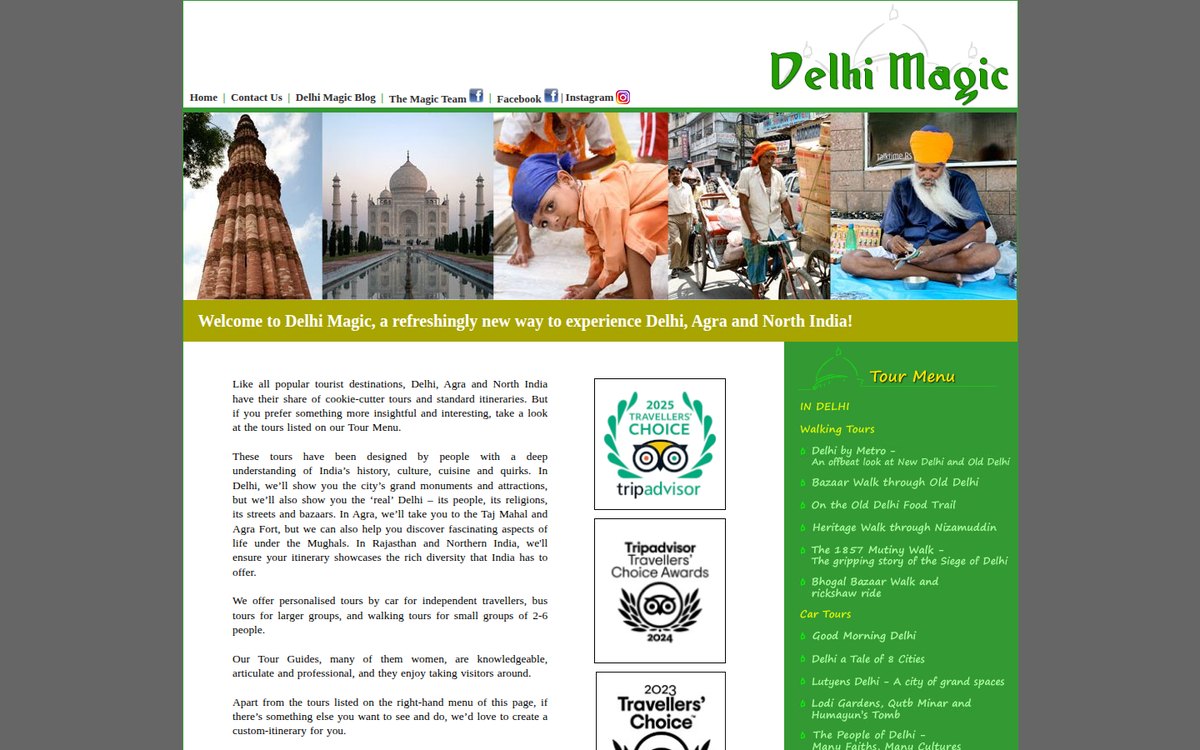 Delhi Magic
Home | Contact Us | Delhi Magic Blog | The Magic Team | Facebook | Instagram
talktime Rs
Welcome to Delhi Magic, a refreshingly new way to experience Delhi, Agra and North India!
Like all popular tourist destinations, Delhi, Agra and North India
have their share of cookie-cutter tours and standard itineraries. But
if you prefer something more insightful and interesting, take a look
at the tours listed on our Tour Menu.
These tours have been designed by people with a deep
understanding of India’s history, culture, cuisine and quirks. In
Delhi, we’ll show you the city’s grand monuments and attractions,
but we’ll also show you the ‘real’ Delhi – its people, its religions,
its streets and bazaars. In Agra, we’ll take you to the Taj Mahal and
Agra Fort, but we can also help you discover fascinating aspects of
life under the Mughals. In Rajasthan and Northern India, we'll
ensure your itinerary showcases the rich diversity that India has to
offer.
We offer personalised tours by car for independent travellers, bus
tours for larger groups, and walking tours for small groups of 2-6
people.
Our Tour Guides, many of them women, are knowledgeable,
articulate and professional, and they enjoy taking visitors around.
Apart from the tours listed on the right-hand menu of this page, if
there’s something else you want to see and do, we’d love to create a
custom-itinerary for you.
2025
TRAVELLERS'
CHOICE
tripadvisor
Tripadvisor
Travellers'
Choice Awards
2024
2023
Travellers'
Choice™
Tour Menu
IN DELHI
Walking Tours
Delhi by Metro -
An offbeat look at New Delhi and Old Delhi
Bazaar Walk through Old Delhi
On the Old Delhi Food Trail
Heritage Walk through Nizamuddin
The 1857 Mutiny Walk -
The gripping story of the Siege of Delhi
Bhogal Bazaar Walk and
rickshaw ride
Car Tours
Good Morning Delhi
Delhi a Tale of 8 Cities
Lutyens Delhi - A city of grand spaces
Lodi Gardens, Qutb Minar and
Humayun's Tomb
The People of Delhi -
Many Faiths, Many Cultures